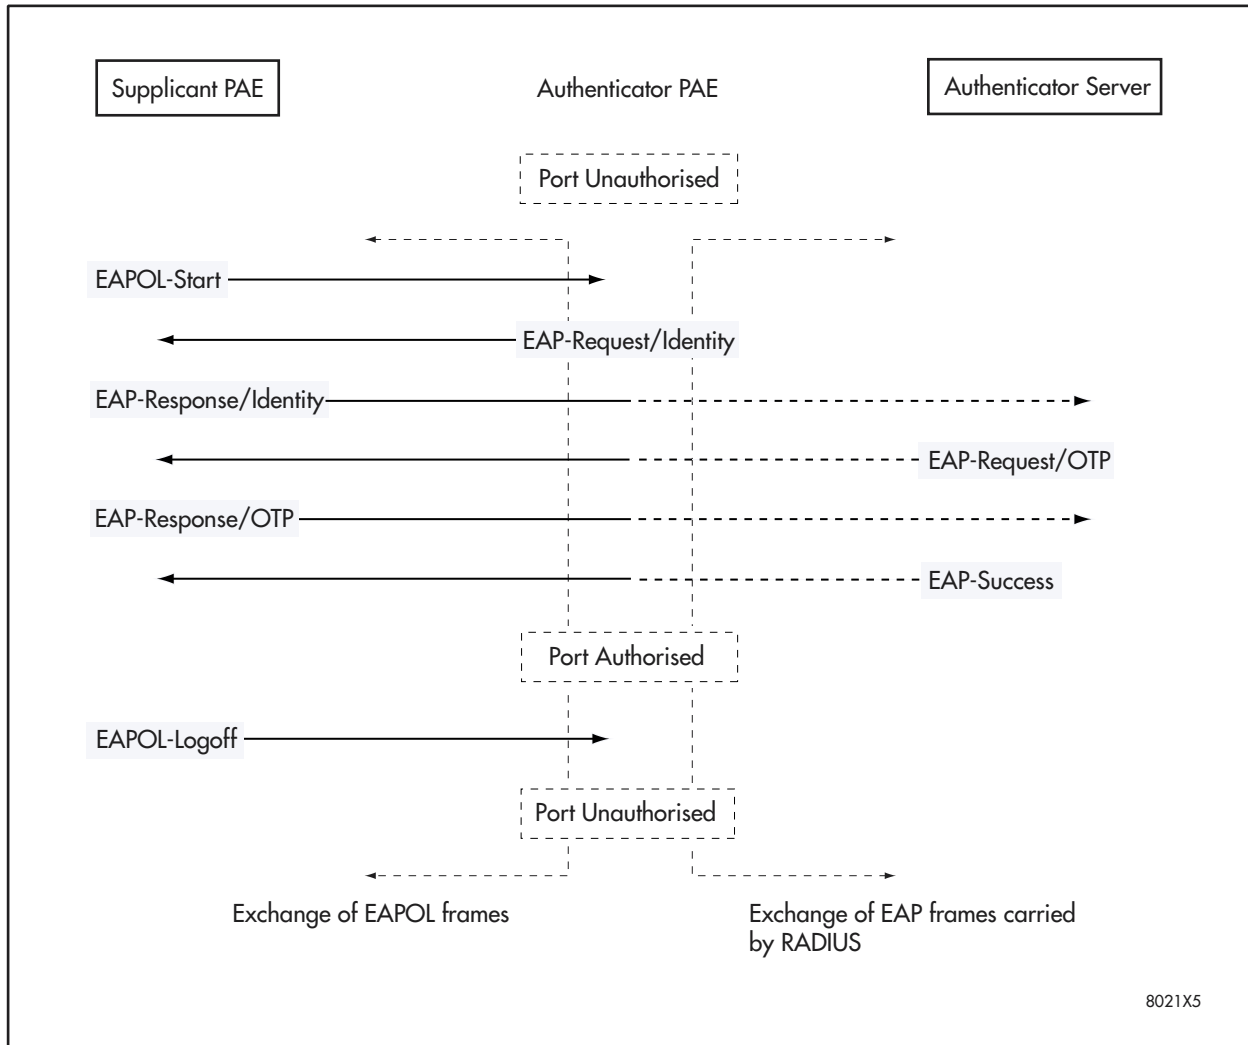 Supplicant PAE
Authenticator PAE
Authenticator Server
Port Unauthorised
EAPOL-Start
EAP-Request/Identity
EAP-Response/Identity
EAP-Request/OTP
EAP-Response/OTP
EAP-Success
Port Authorised
EAPOL-Logoff
Port Unauthorised
Exchange of EAPOL frames
Exchange of EAP frames carried
by RADIUS
8021X5